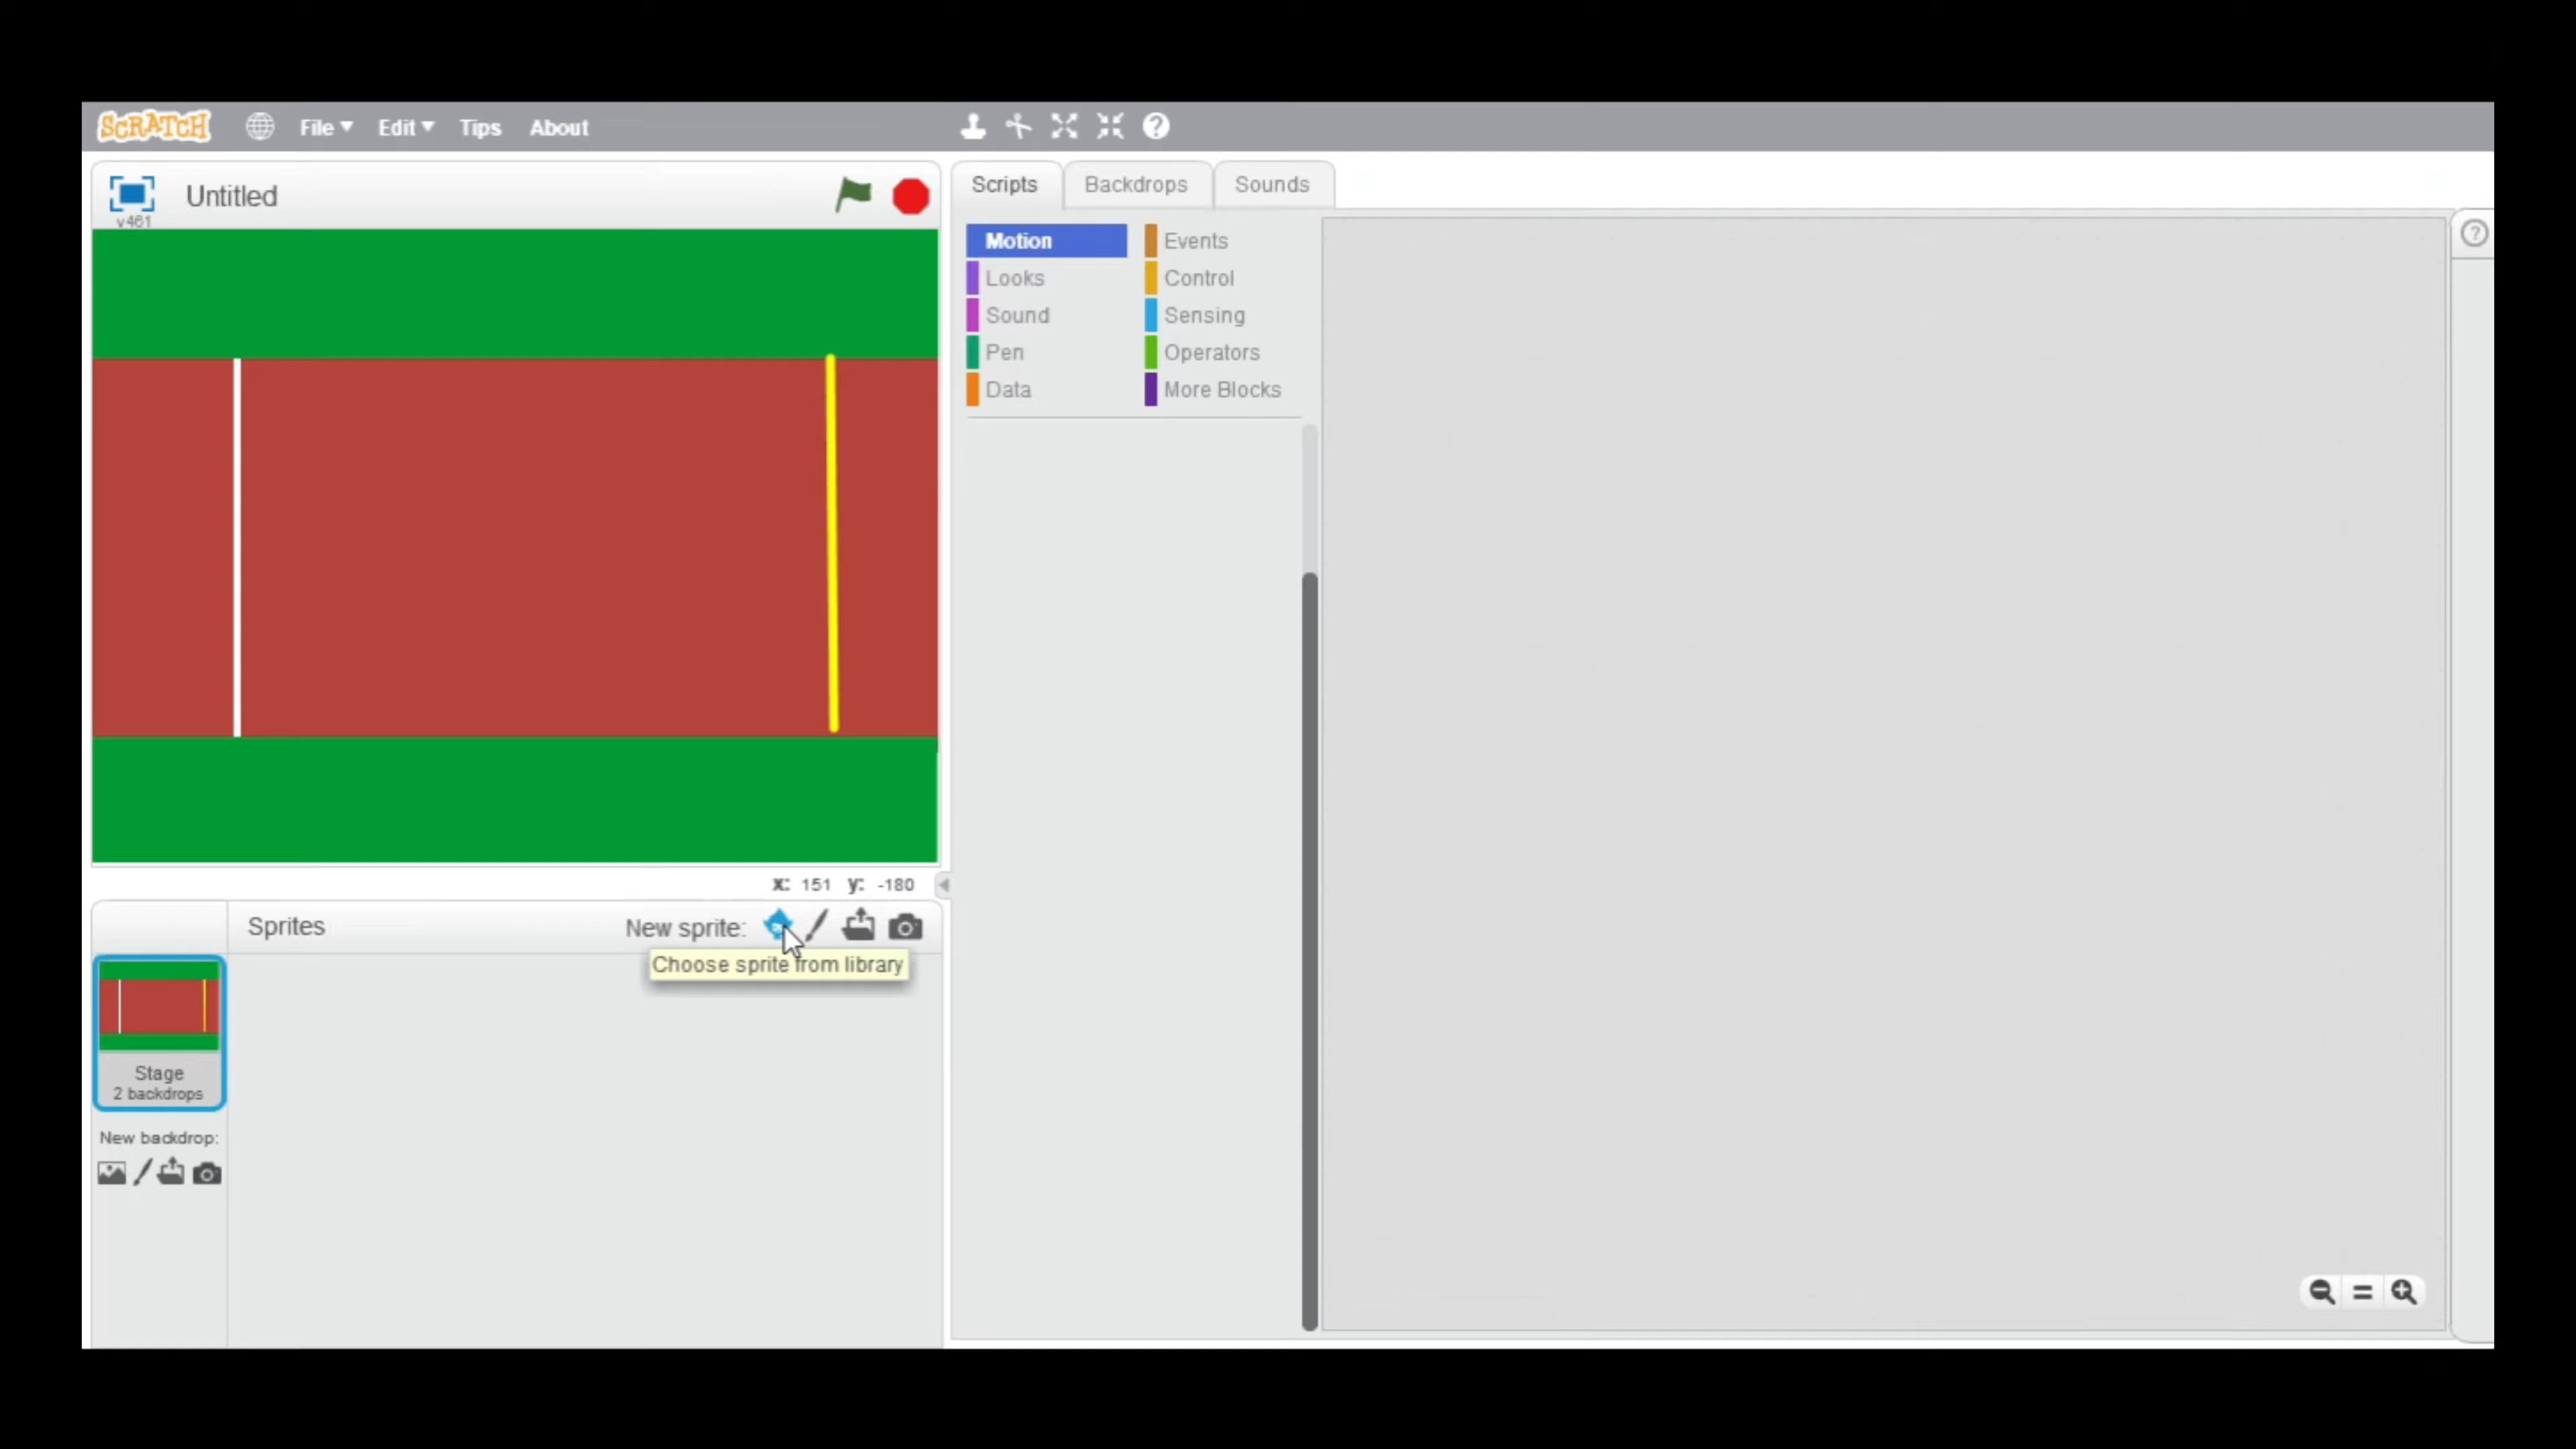 SCRATCH File Edit Tips About
v461
Untitled
Scripts Backdrops Sounds
Motion Events
Looks Control
Sound Sensing
Pen Operators
Data More Blocks
x: 151 y: -180
Sprites New sprite:
Choose sprite from library
Stage
2 backdrops
New backdrop: